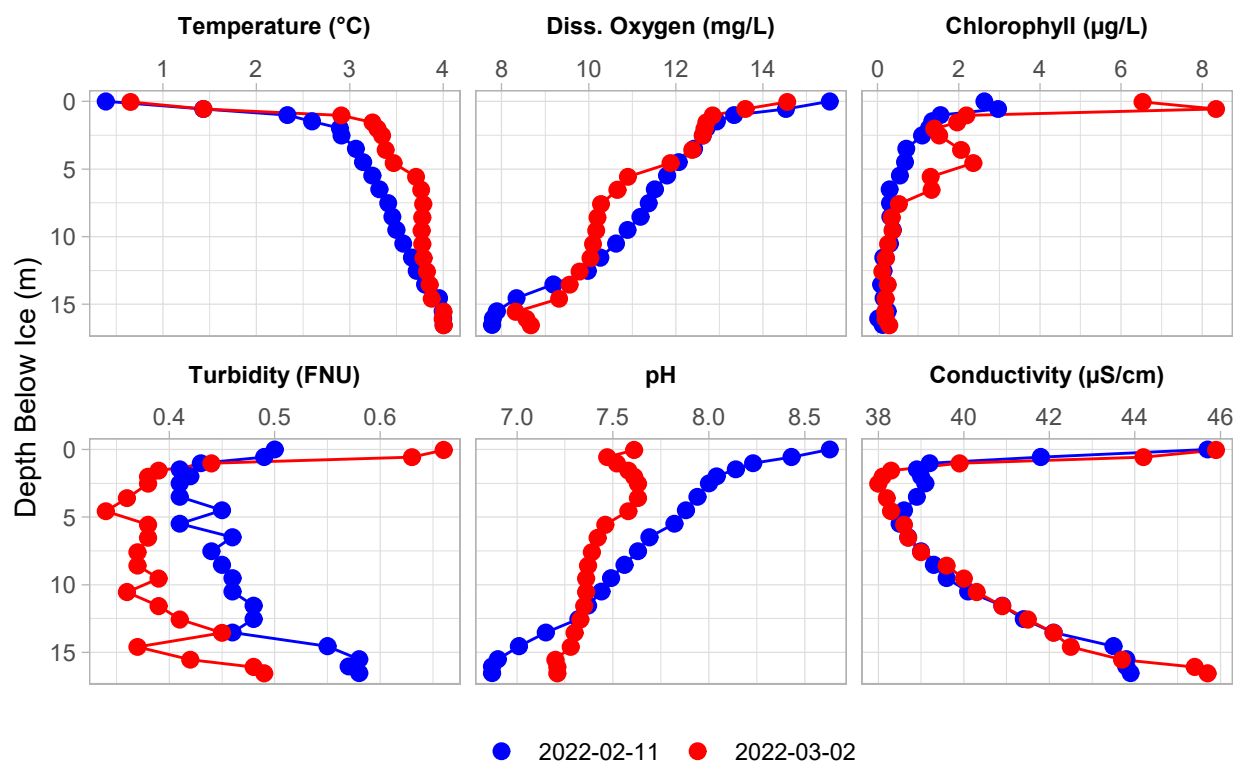 Temperature (°C) Diss. Oxygen (mg/L) Chlorophyll (µg/L)
1 2 3 4 8 10 12 14 0 2 4 6 8
0
5
10
15
Depth Below Ice (m)
Turbidity (FNU) pH Conductivity (µS/cm)
0.4 0.5 0.6 7.0 7.5 8.0 8.5 38 40 42 44 46
0
5
10
15
2022-02-11 2022-03-02